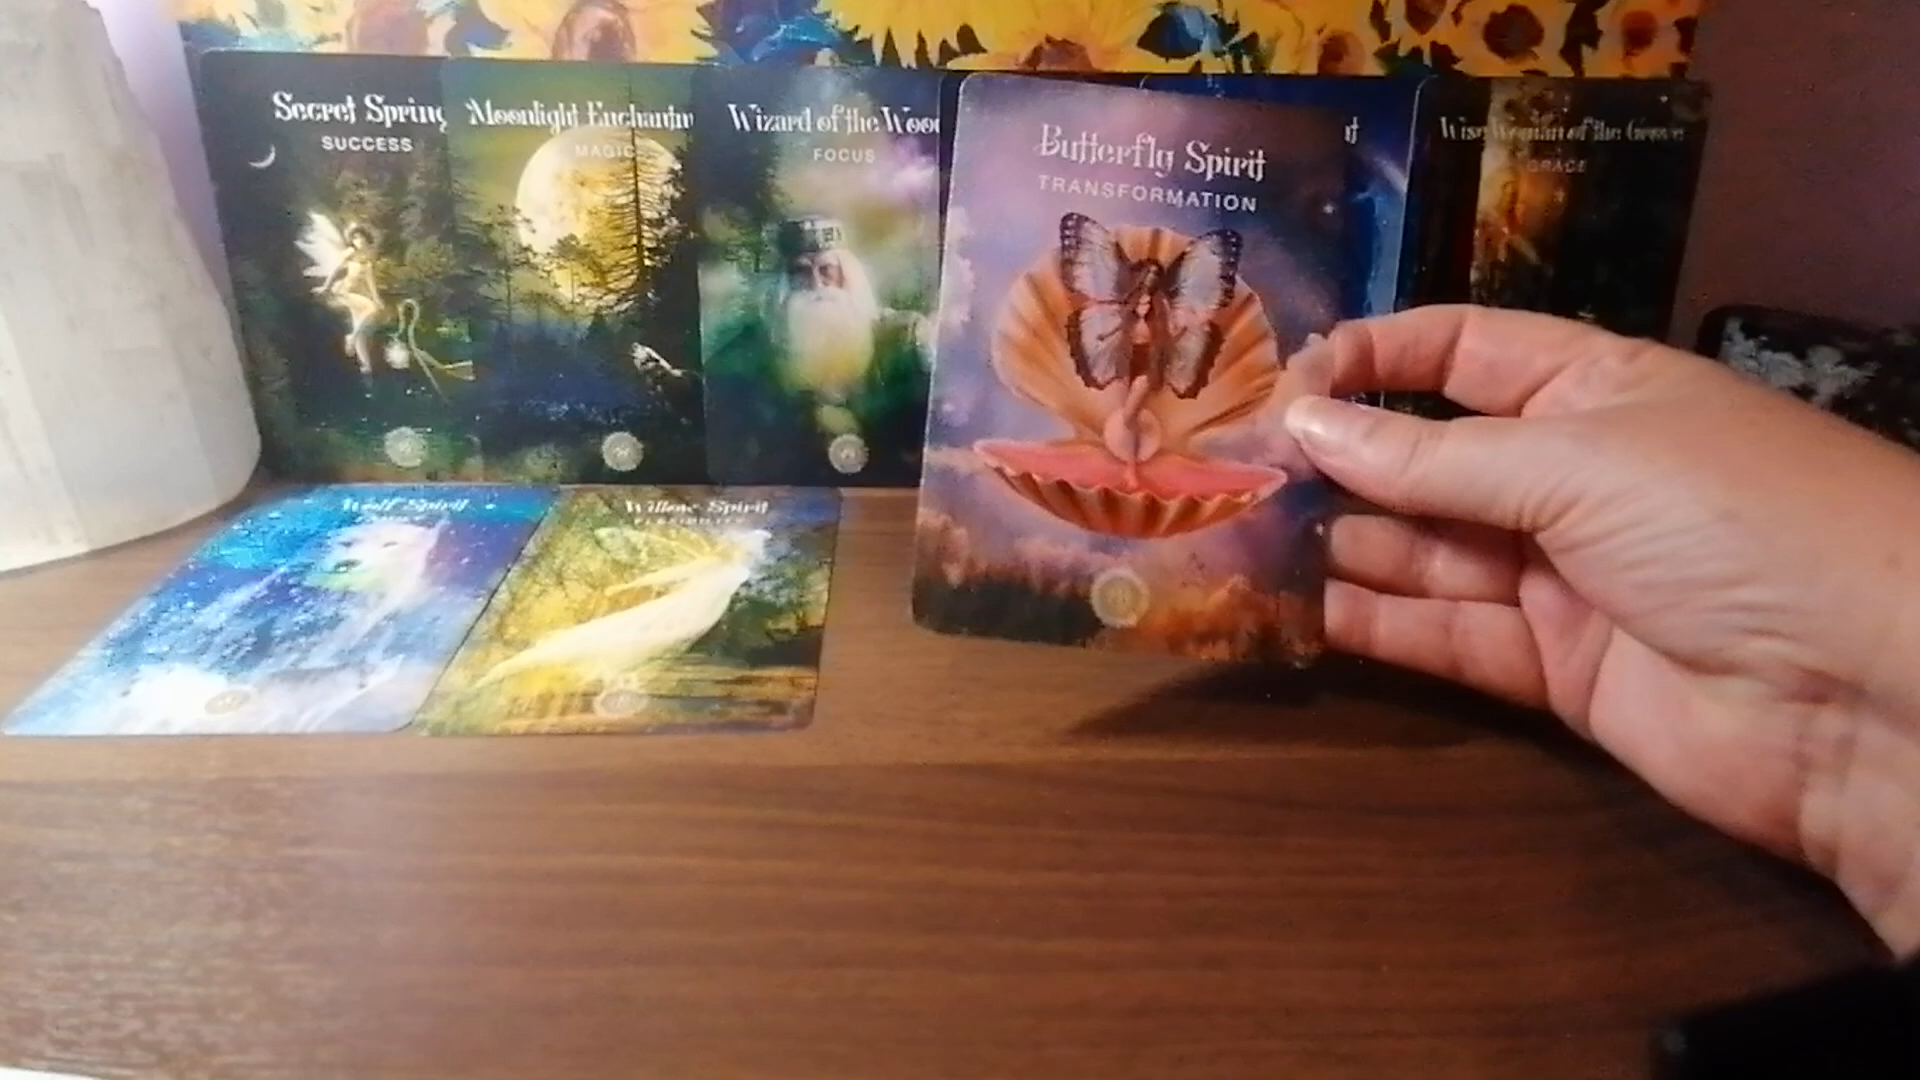 Secret Spring
SUCCESS
Moonlight Enchantm
MAGIC
Wizard of the Wood
FOCUS
Butterfly Spirit
TRANSFORMATION
Wise Woman of the Grove
GRACE
Wolf Spirit
Willow Spirit
FLEXIBILITY